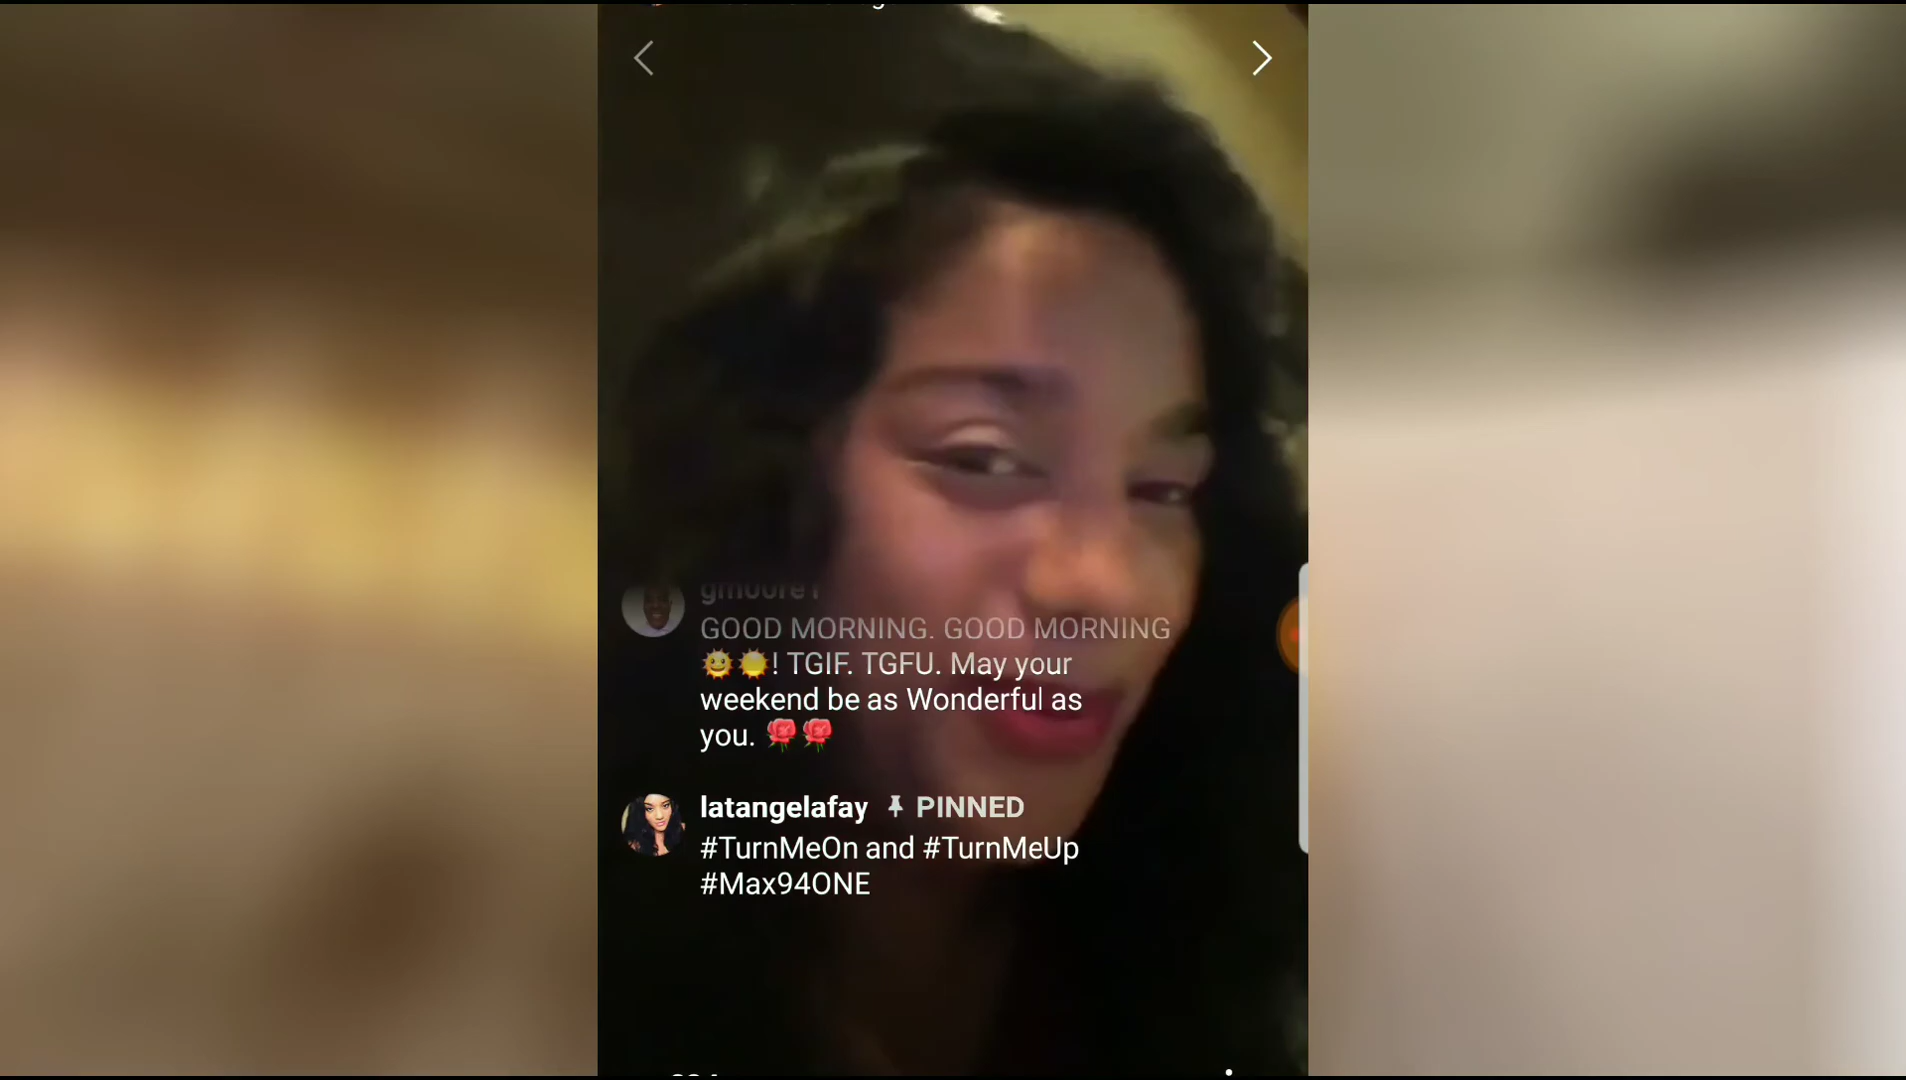 GOOD MORNING. GOOD MORNING
🌞🌞! TGIF. TGFU. May your
weekend be as Wonderful as
you. 🌹🌹
latangelafay 📌 PINNED
#TurnMeOn and #TurnMeUp
#Max94ONE